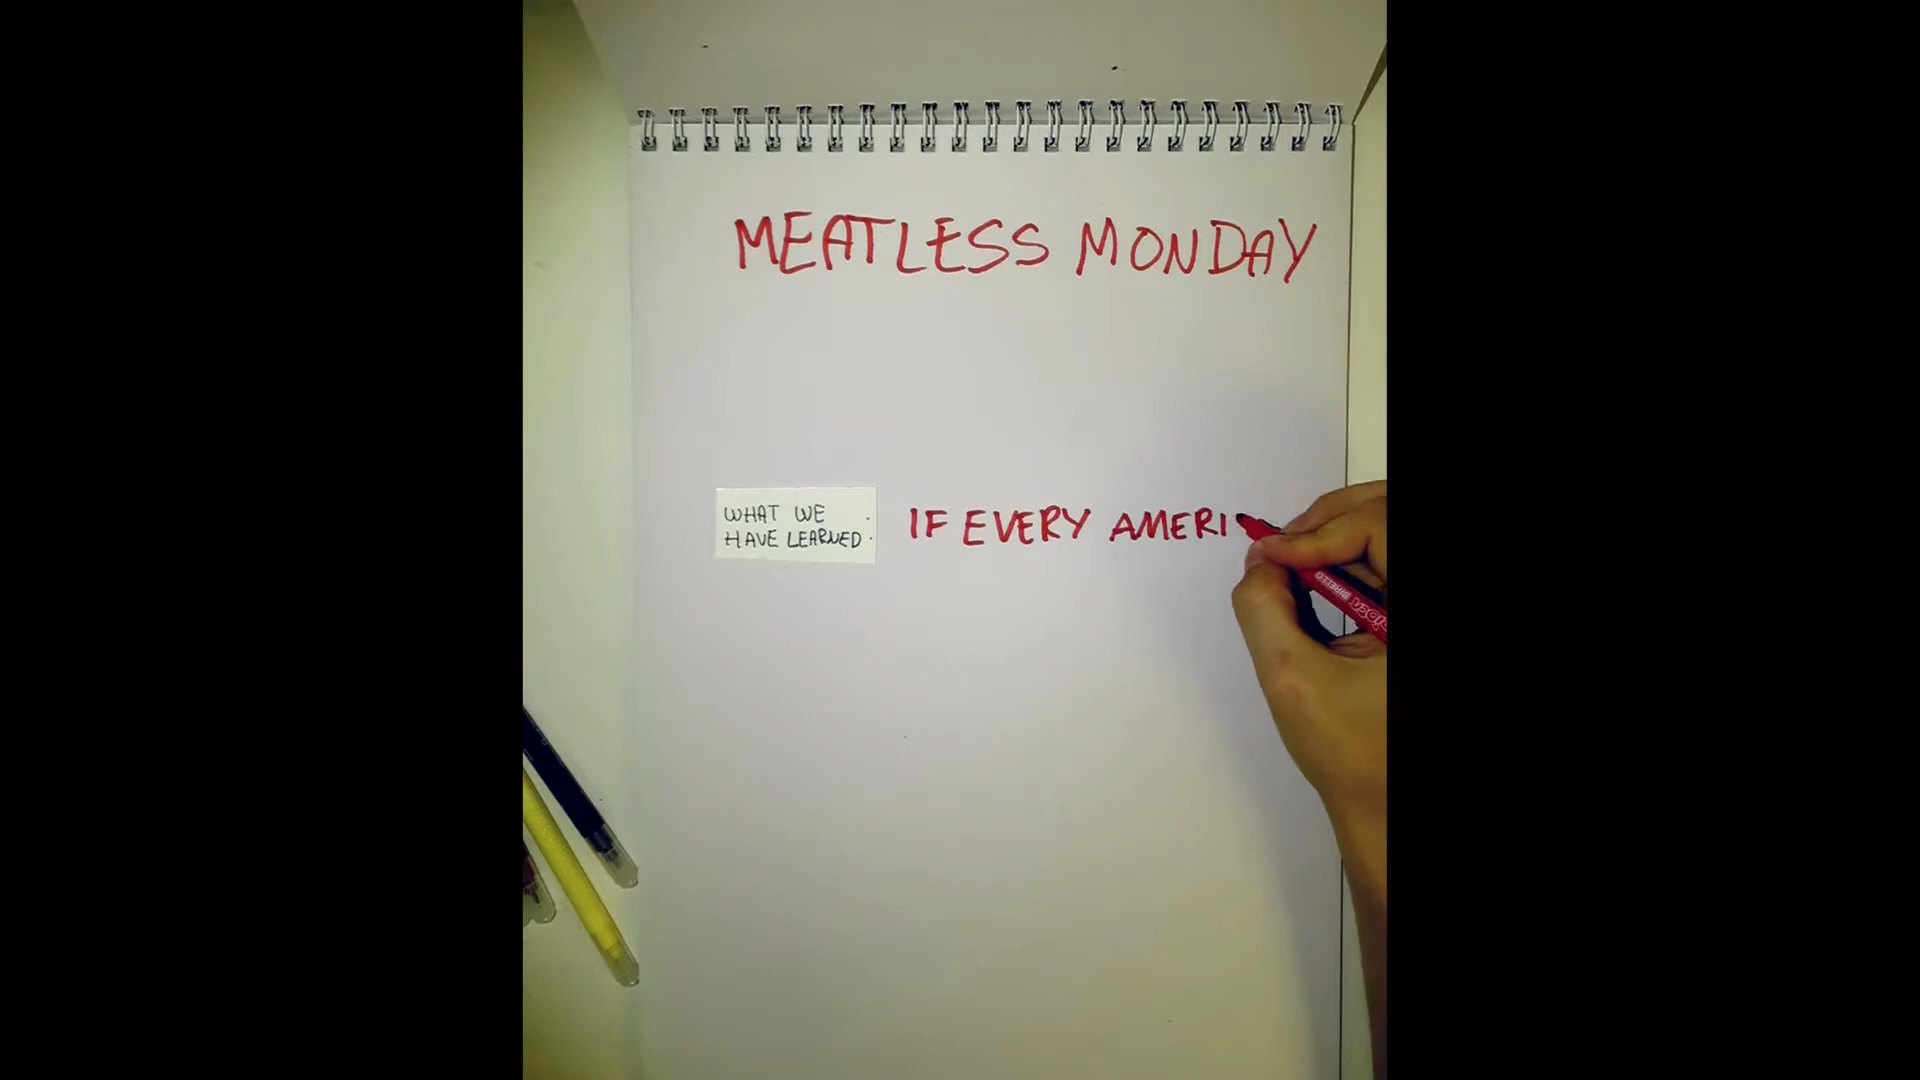 MEATLESS MONDAY
WHAT WE
HAVE LEARNED.
IF EVERY AMERI